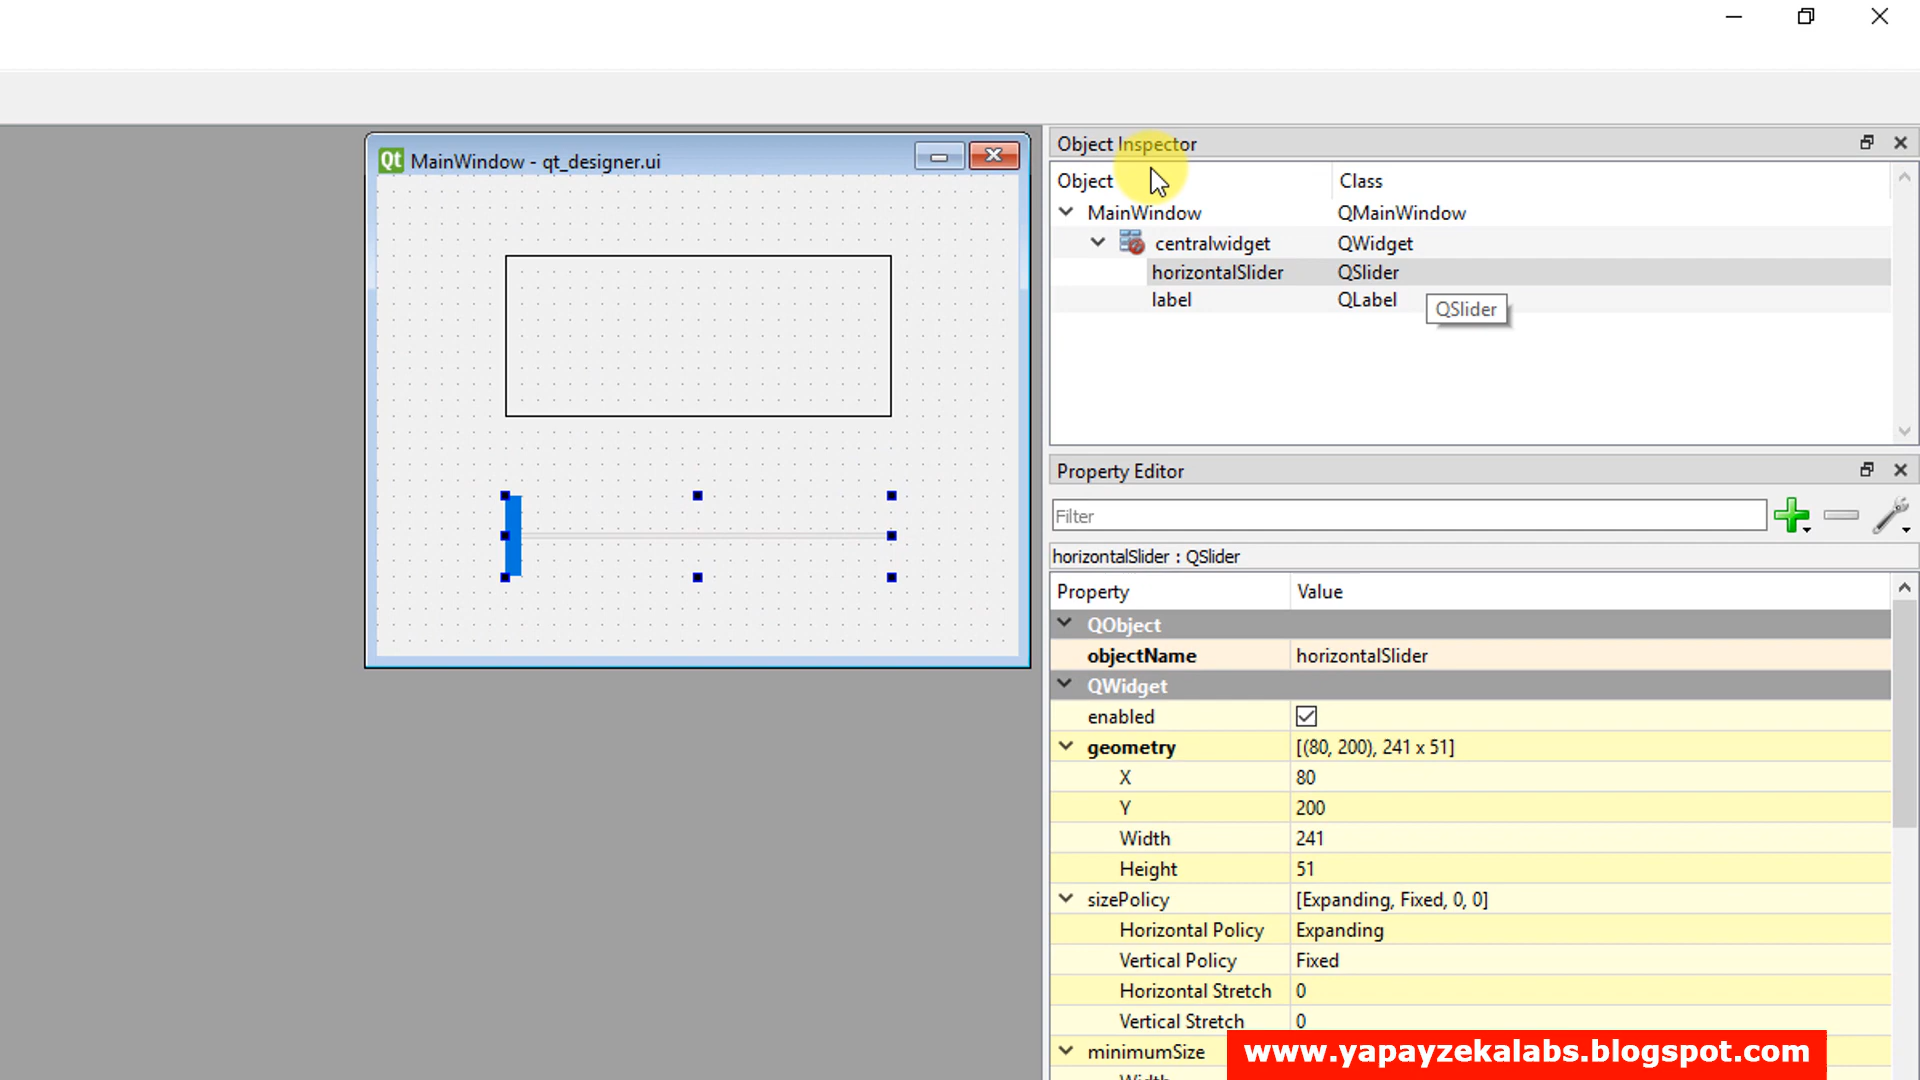 MainWindow - qt_designer.ui
Object Inspector
Object Class
MainWindow QMainWindow
centralwidget QWidget
horizontalSlider QSlider
label QLabel
QSlider
Property Editor
Filter
horizontalSlider : QSlider
Property Value
QObject
objectName horizontalSlider
QWidget
enabled
geometry [(80, 200), 241 x 51]
X 80
Y 200
Width 241
Height 51
sizePolicy [Expanding, Fixed, 0, 0]
Horizontal Policy Expanding
Vertical Policy Fixed
Horizontal Stretch 0
Vertical Stretch 0
minimumSize
www.yapayzekalabs.blogspot.com